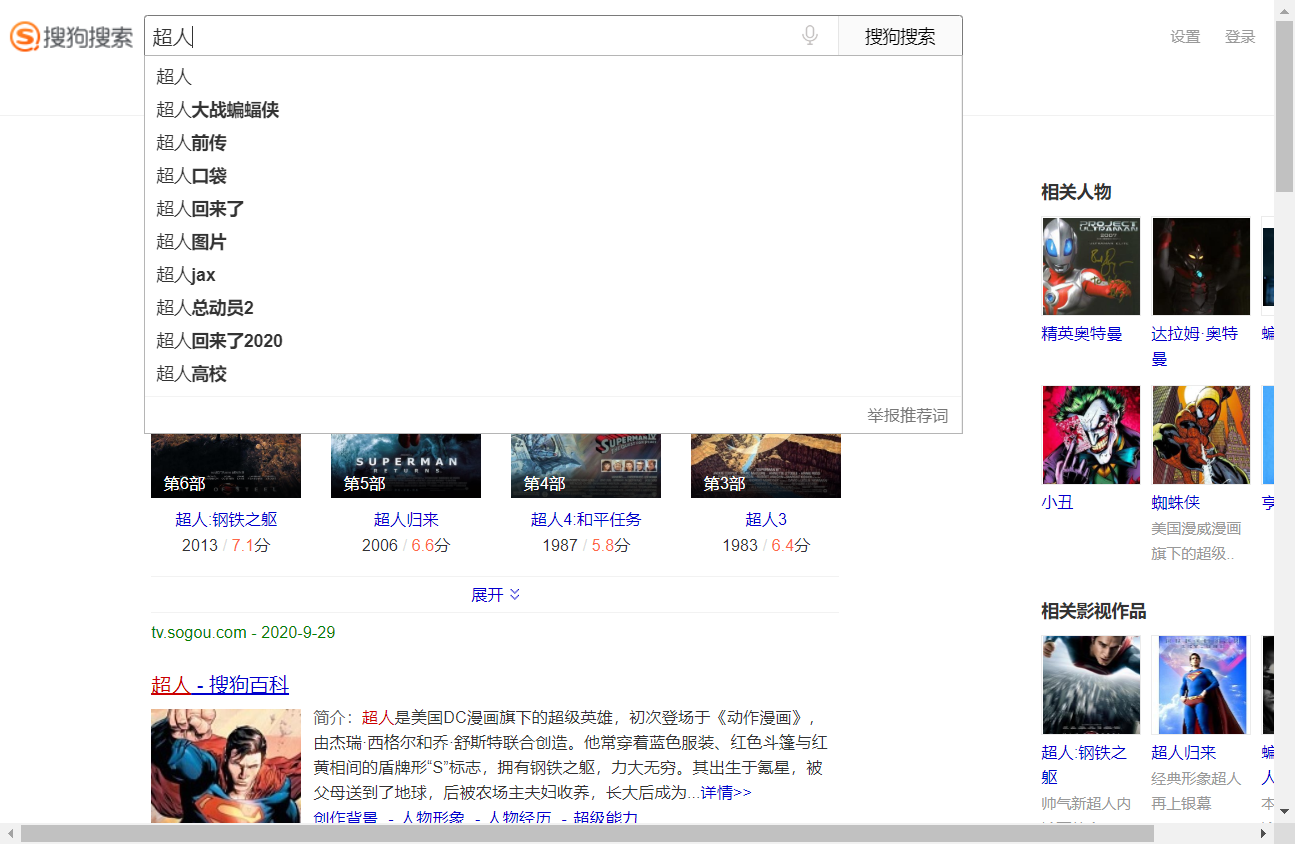 搜狗搜索
超人
搜狗搜索
设置
登录
超人
超人大战蝙蝠侠
超人前传
超人口袋
超人回来了
超人图片
超人jax
超人总动员2
超人回来了2020
超人高校
举报推荐词
第6部
SUPERMAN
RETURNS
第5部
第4部
第3部
超人:钢铁之躯
超人归来
超人4:和平任务
超人3
2013 / 7.1分
2006 / 6.6分
1987 / 5.8分
1983 / 6.4分
展开
tv.sogou.com - 2020-9-29
超人 - 搜狗百科
简介：超人是美国DC漫画旗下的超级英雄，初次登场于《动作漫画》，
由杰瑞·西格尔和乔·舒斯特联合创造。他常穿着蓝色服装、红色斗篷与红
黄相间的盾牌形“S”标志，拥有钢铁之躯，力大无穷。其出生于氪星，被
父母送到了地球，后被农场主夫妇收养，长大后成为...详情>>
创作背景 - 人物形象 - 人物经历 - 超级能力
相关人物
PROJECT
ULTRAMAN
2007
精英奥特曼
达拉姆·奥特
曼
小丑
蜘蛛侠
美国漫威漫画
旗下的超级..
亨
相关影视作品
超人:钢铁之
躯
帅气新超人内
超人归来
经典形象超人
再上银幕
人
本